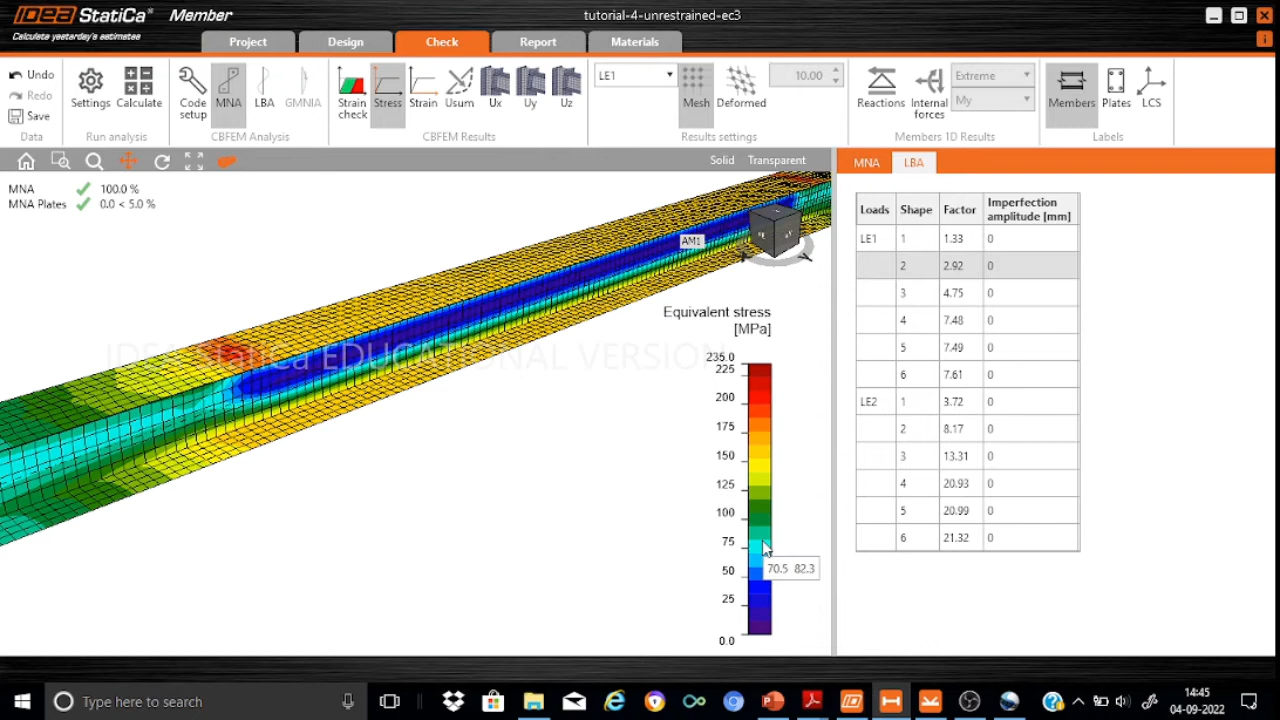 IDEA StatiCa® Member
Calculate yesterday's estimates
tutorial-4-unrestrained-ec3
Project Design Check Report Materials
Undo
Redo
Save
Data
Settings Calculate
Run analysis
Code setup MNA LBA GMNIA
CBFEM Analysis
Strain check Stress Strain Usum Ux Uy Uz
CBFEM Results
LE1 Mesh Deformed 10.00
Results settings
Reactions Internal forces Extreme My
Members 1D Results
Members Plates LCS
Labels
Solid Transparent
MNA 100.0 %
MNA Plates 0.0 < 5.0 %
AM1
Equivalent stress
[MPa]
235.0
225
200
175
150
125
100
75
50
25
0.0
70.5 82.3
IDEA StatiCa EDUCATIONAL VERSION
MNA LBA
Loads Shape Factor Imperfection amplitude [mm]
LE1 1 1.33 0
2 2.92 0
3 4.75 0
4 7.48 0
5 7.49 0
6 7.61 0
LE2 1 3.72 0
2 8.17 0
3 13.31 0
4 20.93 0
5 20.99 0
6 21.32 0
Type here to search
14:45
04-09-2022